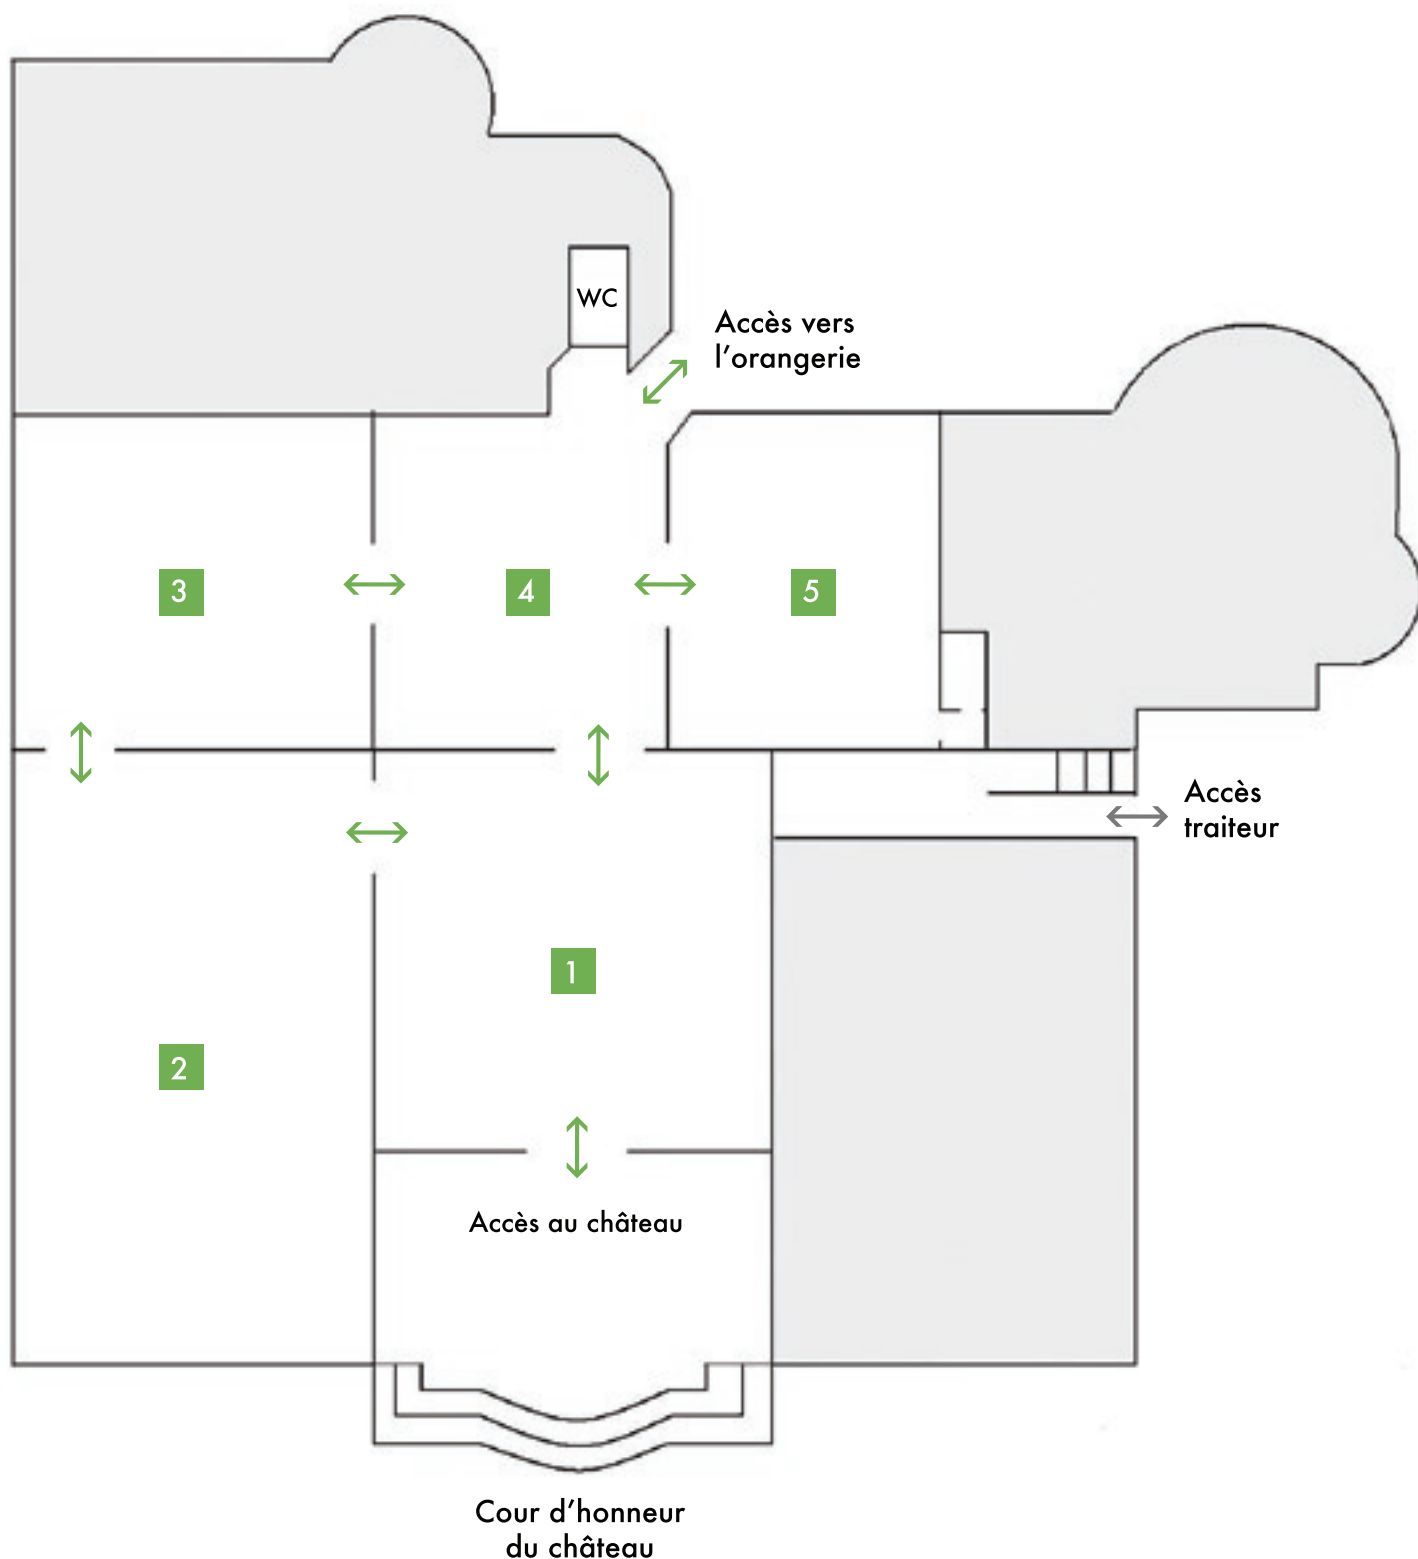 WC
Accès vers
l’orangerie
3
4
5
Accès
traiteur
1
2
Accès au château
Cour d’honneur
du château